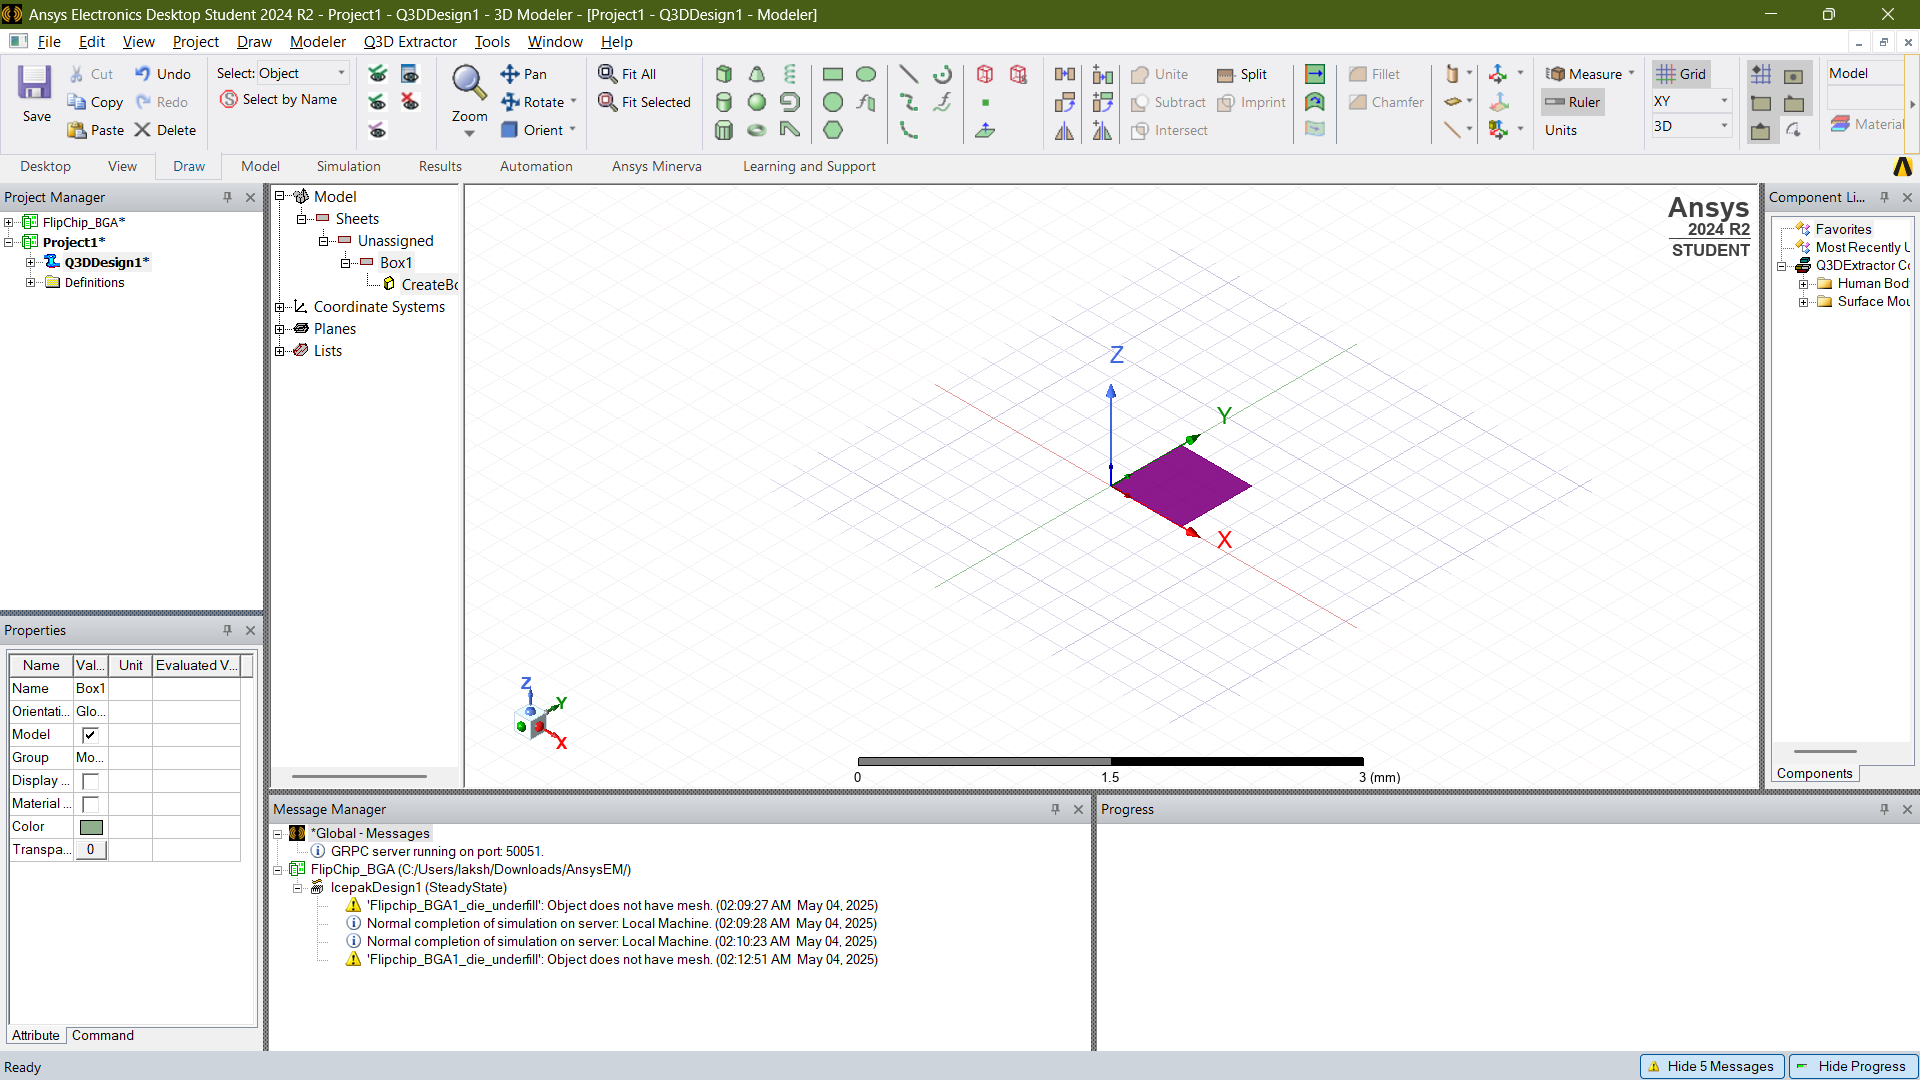 Ansys Electronics Desktop Student 2024 R2 - Project1 - Q3DDesign1 - 3D Modeler - [Project1 - Q3DDesign1 - Modeler]
File Edit View Project Draw Modeler Q3D Extractor Tools Window Help
Save
Cut
Copy
Paste
Undo
Redo
Delete
Select: Object
Select by Name
Zoom
Pan
Rotate
Orient
Fit All
Fit Selected
Unite
Subtract
Intersect
Split
Imprint
Fillet
Chamfer
Measure
Ruler
Units
Grid
XY
3D
Model
Material
Desktop View Draw Model Simulation Results Automation Ansys Minerva Learning and Support
Project Manager
FlipChip_BGA*
Project1*
Q3DDesign1*
Definitions
Model
Sheets
Unassigned
Box1
CreateBo
Coordinate Systems
Planes
Lists
Ansys
2024 R2
STUDENT
Z
Y
X
Z
Y
X
0 1.5 3 (mm)
Component Li...
Favorites
Most Recently U
Q3DExtractor Co
Human Bod
Surface Mou
Components
Properties
Name Val... Unit Evaluated V...
Name Box1
Orientati... Glo...
Model
Group Mo...
Display ...
Material ...
Color
Transpa... 0
Attribute Command
Message Manager
*Global - Messages
GRPC server running on port: 50051.
FlipChip_BGA (C:/Users/laksh/Downloads/AnsysEM/)
IcepakDesign1 (SteadyState)
'Flipchip_BGA1_die_underfill': Object does not have mesh. (02:09:27 AM May 04, 2025)
Normal completion of simulation on server: Local Machine. (02:09:28 AM May 04, 2025)
Normal completion of simulation on server: Local Machine. (02:10:23 AM May 04, 2025)
'Flipchip_BGA1_die_underfill': Object does not have mesh. (02:12:51 AM May 04, 2025)
Progress
Ready
Hide 5 Messages
Hide Progress